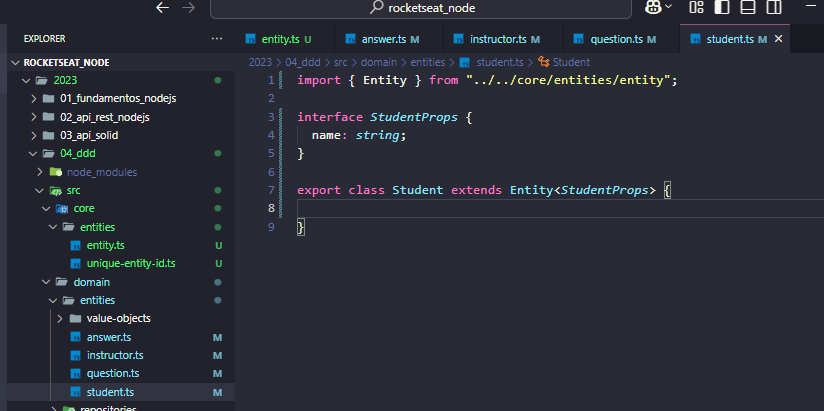 rocketseat_node
EXPLORER
ROCKETSEAT_NODE
2023
01_fundamentos_nodejs
02_api_rest_nodejs
03_api_solid
04_ddd
node_modules
src
core
entities
entity.ts U
unique-entity-id.ts U
domain
entities
value-objects
answer.ts M
instructor.ts M
question.ts M
student.ts M
repositories
entity.ts U
answer.ts M
instructor.ts M
question.ts M
student.ts M
2023 > 04_ddd > src > domain > entities > student.ts > Student
1 import { Entity } from "../../core/entities/entity";
2
3 interface StudentProps {
4 name: string;
5 }
6
7 export class Student extends Entity<StudentProps> {
8
9 }